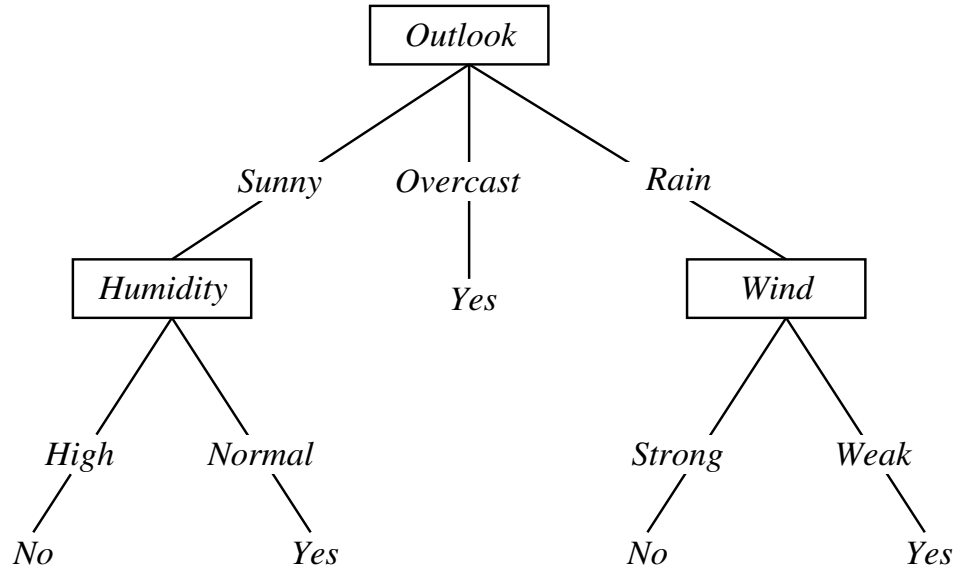 Outlook
Sunny Overcast Rain
Humidity Yes Wind
High Normal Strong Weak
No Yes No Yes